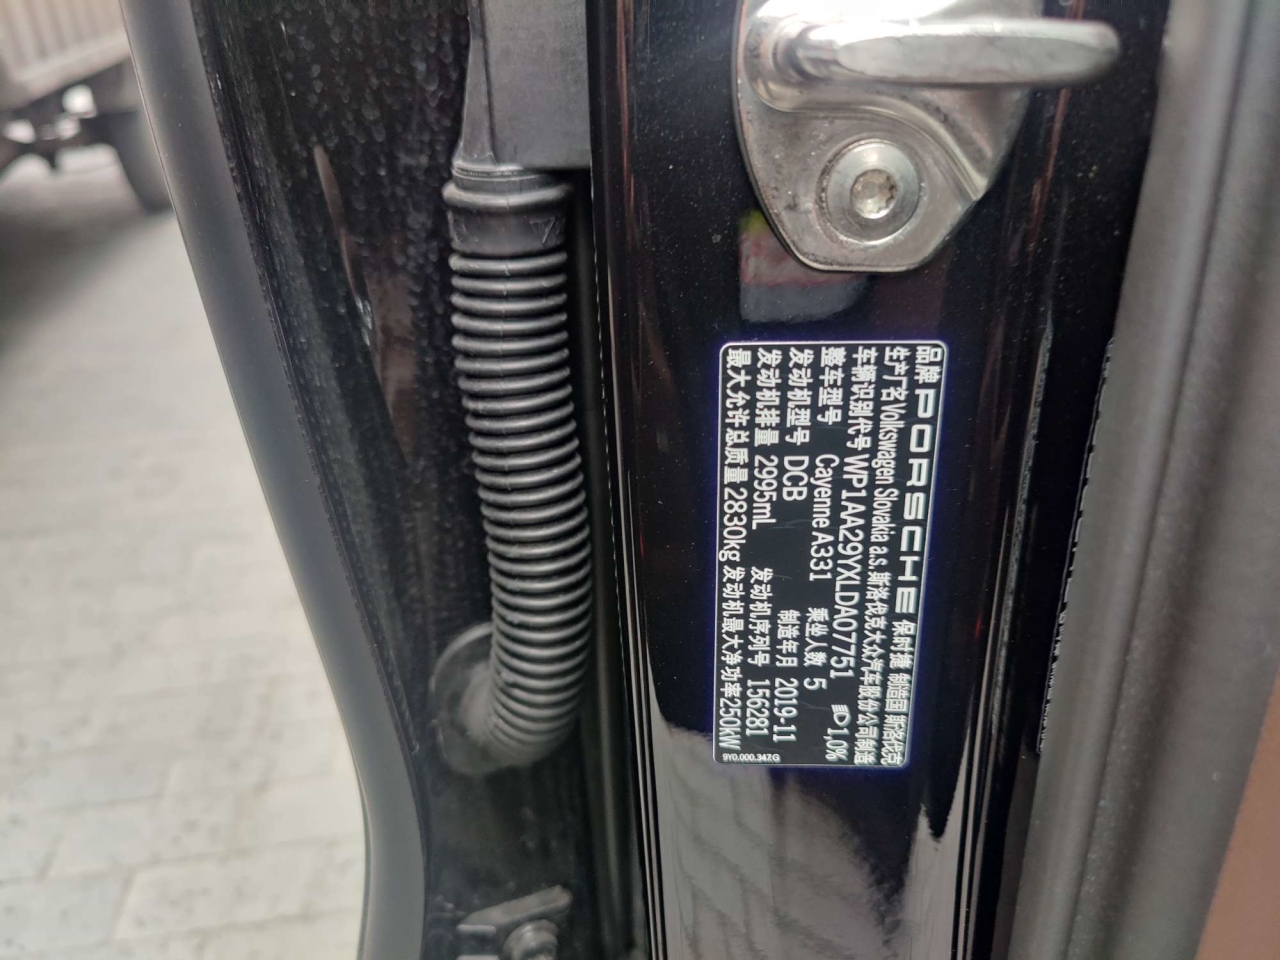 品牌 PORSCHE 保时捷 制造国 斯洛伐克
生产厂名 Volkswagen Slovakia a.s. 斯洛伐克大众汽车股份公司制造
车辆识别代号 WP1AA29YXLDA07751 1,0%
整车型号 Cayenne A331 乘坐人数 5
发动机型号 DCB 制造年月 2019-11
发动机排量 2995mL 发动机序列号 156281
最大允许总质量 2830kg 发动机最大净功率250kW
9Y0.000.347.G